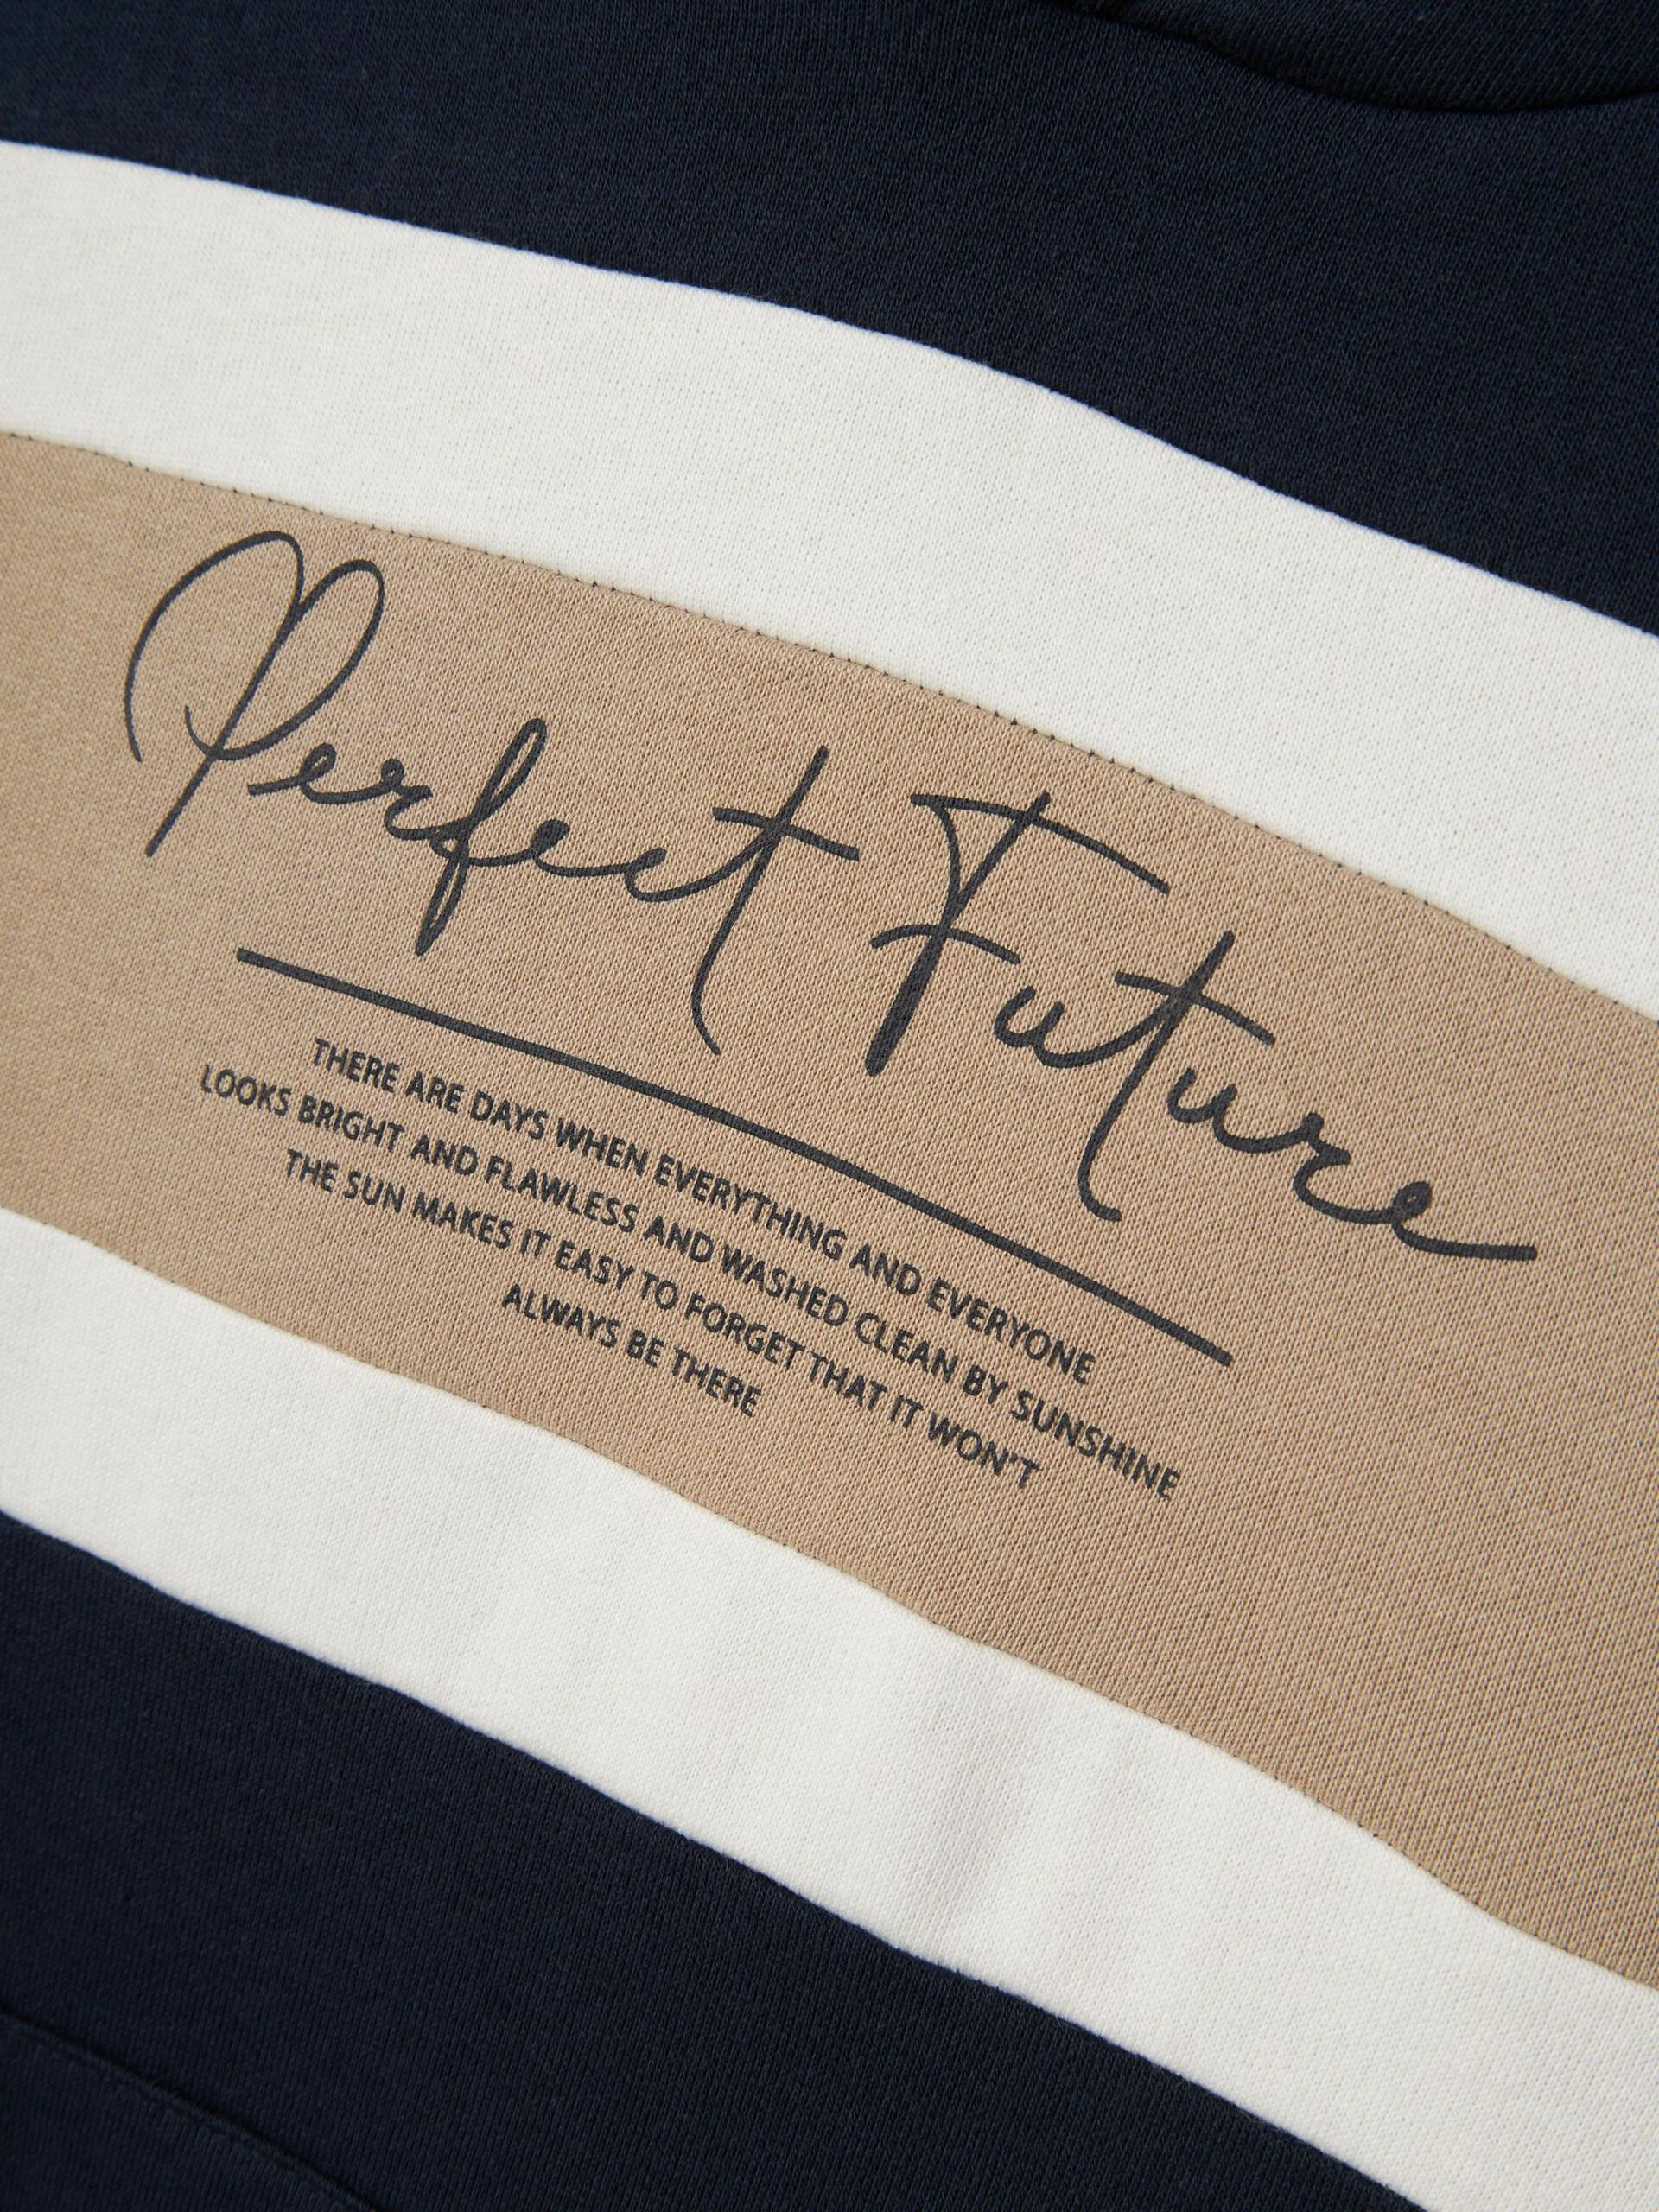 Perfect Future
THERE ARE DAYS WHEN EVERYTHING AND EVERYONE
LOOKS BRIGHT AND FLAWLESS AND WASHED CLEAN BY SUNSHINE
THE SUN MAKES IT EASY TO FORGET THAT IT WON'T
ALWAYS BE THERE